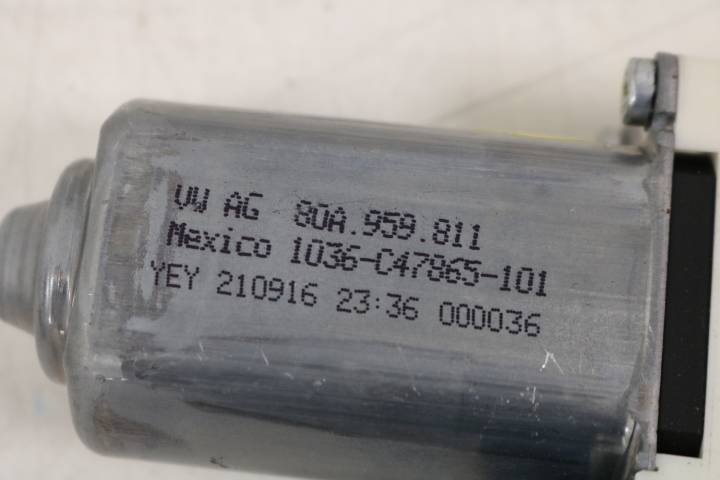 VW AG 80A.959.811
Mexico 1036-C47865-101
YEY 210916 23:36 000036